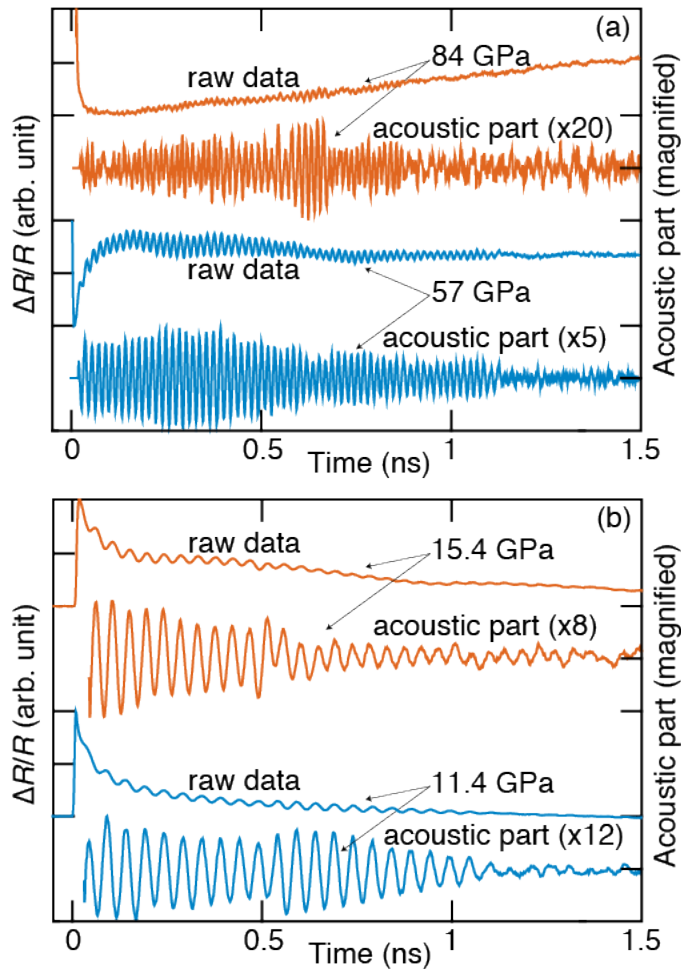 (a)
84 GPa
raw data
acoustic part (x20)
raw data
57 GPa
acoustic part (x5)
ΔR/R (arb. unit)
Acoustic part (magnified)
0
0.5
1
1.5
Time (ns)
(b)
raw data
15.4 GPa
acoustic part (x8)
raw data
11.4 GPa
acoustic part (x12)
ΔR/R (arb. unit)
Acoustic part (magnified)
0
0.5
1
1.5
Time (ns)